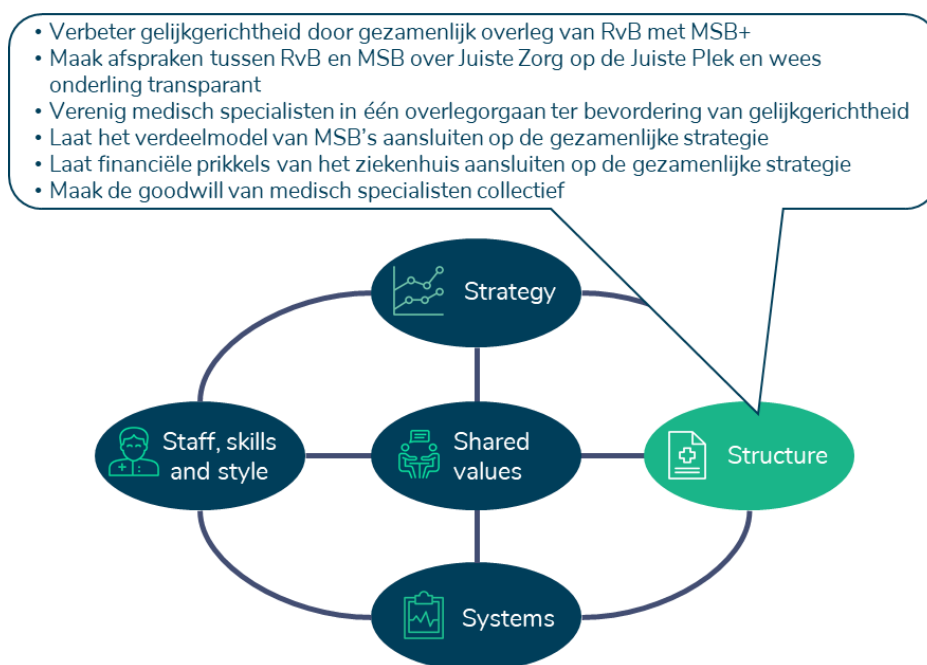 • Verbeter gelijkgerichtheid door gezamenlijk overleg van RvB met MSB+
• Maak afspraken tussen RvB en MSB over Juiste Zorg op de Juiste Plek en wees
onderling transparant
• Verenig medisch specialisten in één overlegorgaan ter bevordering van gelijkgerichtheid
• Laat het verdeelmodel van MSB's aansluiten op de gezamenlijke strategie
• Laat financiële prikkels van het ziekenhuis aansluiten op de gezamenlijke strategie
• Maak de goodwill van medisch specialisten collectief
Strategy
Staff, skills
and style
Shared
values
Structure
Systems